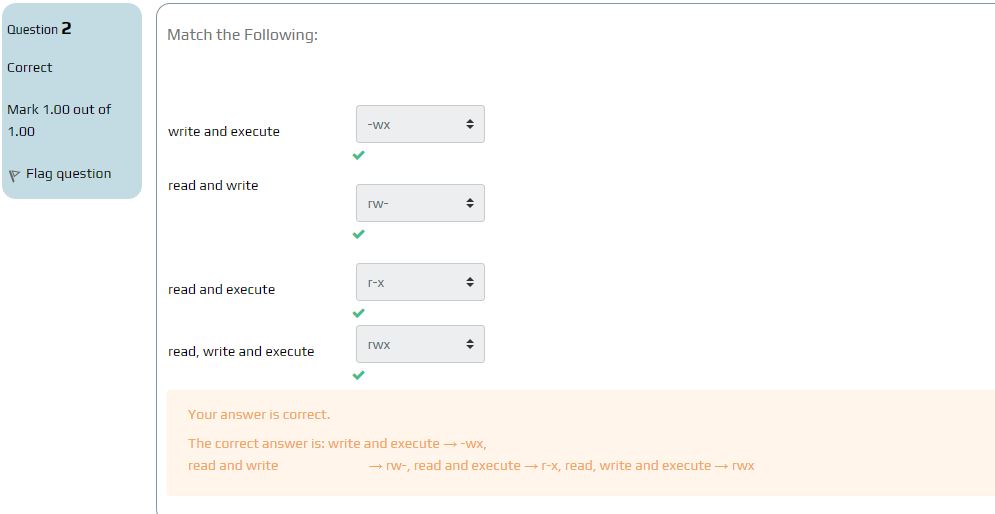 Question 2
Correct
Mark 1.00 out of
1.00
Flag question
Match the Following:
write and execute
-wx
read and write
rw-
read and execute
r-x
read, write and execute
rwx
Your answer is correct.
The correct answer is: write and execute → -wx,
read and write → rw-, read and execute → r-x, read, write and execute → rwx